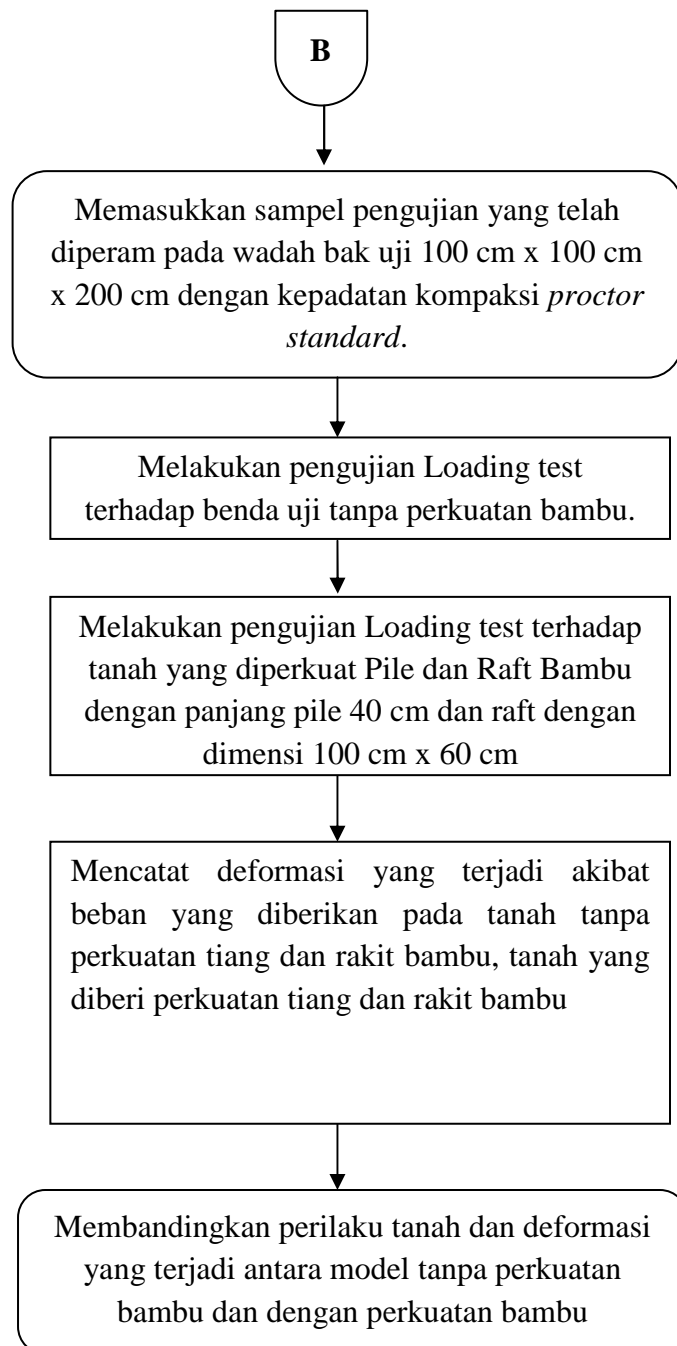 B
Memasukkan sampel pengujian yang telah
diperam pada wadah bak uji 100 cm x 100 cm
x 200 cm dengan kepadatan kompaksi proctor
standard.
Melakukan pengujian Loading test
terhadap benda uji tanpa perkuatan bambu.
Melakukan pengujian Loading test terhadap
tanah yang diperkuat Pile dan Raft Bambu
dengan panjang pile 40 cm dan raft dengan
dimensi 100 cm x 60 cm
Mencatat deformasi yang terjadi akibat
beban yang diberikan pada tanah tanpa
perkuatan tiang dan rakit bambu, tanah yang
diberi perkuatan tiang dan rakit bambu
Membandingkan perilaku tanah dan deformasi
yang terjadi antara model tanpa perkuatan
bambu dan dengan perkuatan bambu